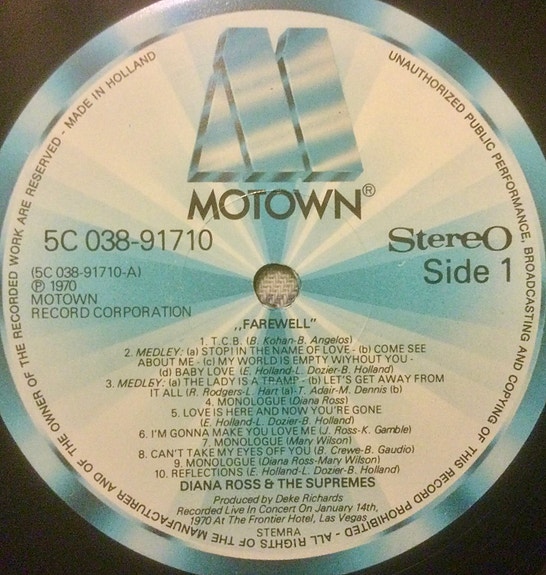 UNAUTHORIZED PUBLIC PERFORMANCE, BROADCASTING AND COPYING OF THIS RECORD PROHIBITED - ALL RIGHTS OF THE MANUFACTURER AND OF THE OWNER OF THE RECORDED WORK ARE RESERVED - MADE IN HOLLAND
M
MOTOWN®
5C 038-91710
Stereo
Side 1
(5C 038-91710-A)
℗ 1970
MOTOWN
RECORD CORPORATION
,,FAREWELL"
1. T.C.B. (B. Kohan-B. Angelos)
2. MEDLEY: (a) STOP! IN THE NAME OF LOVE - (b) COME SEE
ABOUT ME - (c) MY WORLD IS EMPTY WIYHOUT YOU -
(d) BABY LOVE (E. Holland-L. Dozier-B. Holland)
3. MEDLEY: (a) THE LADY IS A TRAMP - (b) LET'S GET AWAY FROM
IT ALL (R. Rodgers-L. Hart (a)-T. Adair-M. Dennis (b)
4. MONOLOGUE (Diana Ross)
5. LOVE IS HERE AND NOW YOU'RE GONE
(E. Holland-L. Dozier-B. Holland)
6. I'M GONNA MAKE YOU LOVE ME (J. Ross-K. Gamble)
7. MONOLOGUE (Mary Wilson)
8. CAN'T TAKE MY EYES OFF YOU (B. Crewe-B. Gaudio)
9. MONOLOGUE (Diana Ross-Mary Wilson)
10. REFLECTIONS (E. Holland-L. Dozier-B. Holland)
DIANA ROSS & THE SUPREMES
Produced by Deke Richards
Recorded Live In Concert On January 14th,
1970 At The Frontier Hotel, Las Vegas
STEMRA